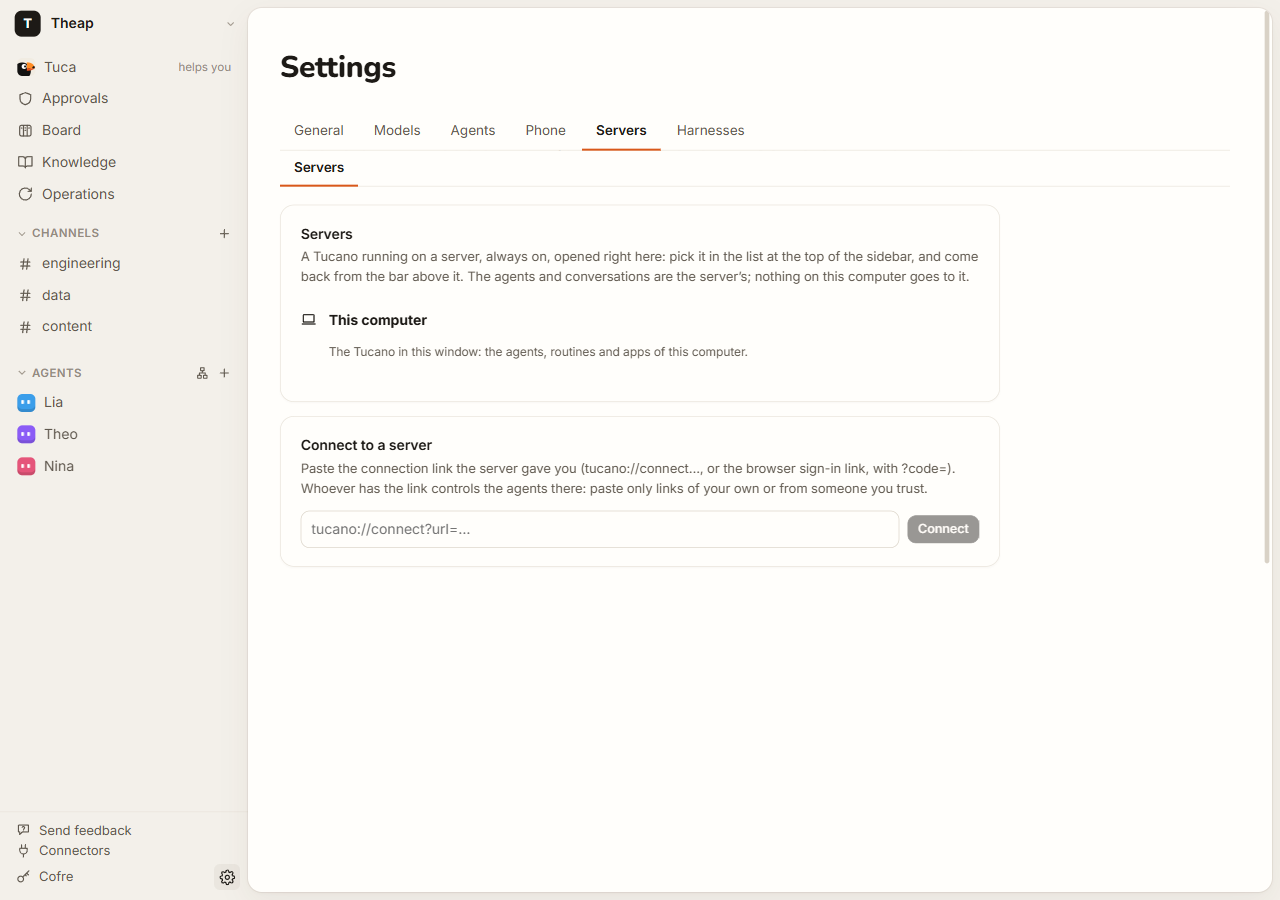 T Theap
Tuca helps you
Approvals
Board
Knowledge
Operations
CHANNELS
# engineering
# data
# content
AGENTS
Lia
Theo
Nina
Send feedback
Connectors
Cofre
Settings
General Models Agents Phone Servers Harnesses
Servers
Servers
A Tucano running on a server, always on, opened right here: pick it in the list at the top of the sidebar, and come
back from the bar above it. The agents and conversations are the server’s; nothing on this computer goes to it.
This computer
The Tucano in this window: the agents, routines and apps of this computer.
Connect to a server
Paste the connection link the server gave you (tucano://connect…, or the browser sign-in link, with ?code=).
Whoever has the link controls the agents there: paste only links of your own or from someone you trust.
tucano://connect?url=… Connect